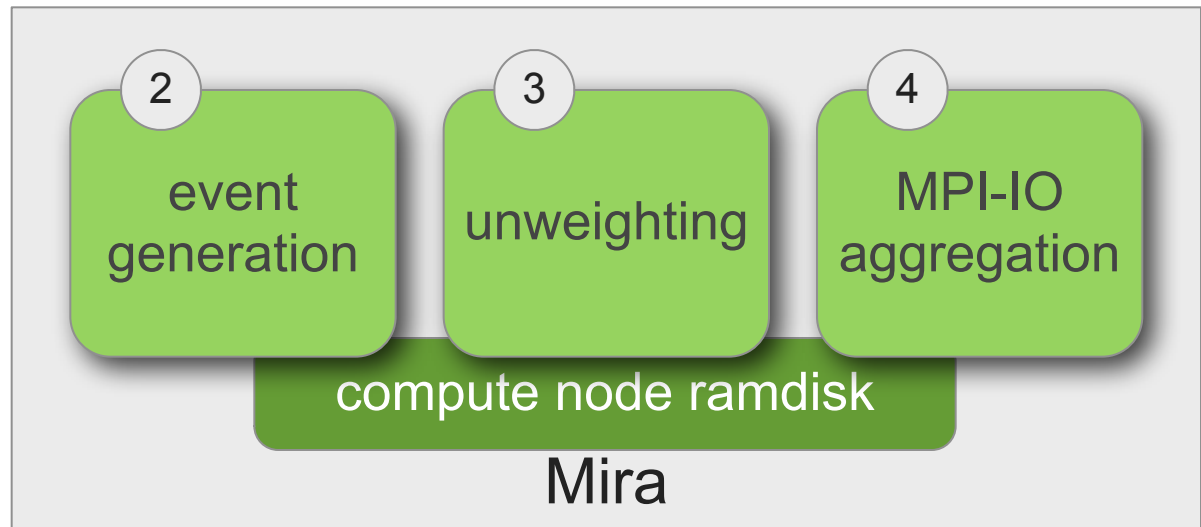 2
event
generation
3
unweighting
4
MPI-IO
aggregation
compute node ramdisk
Mira